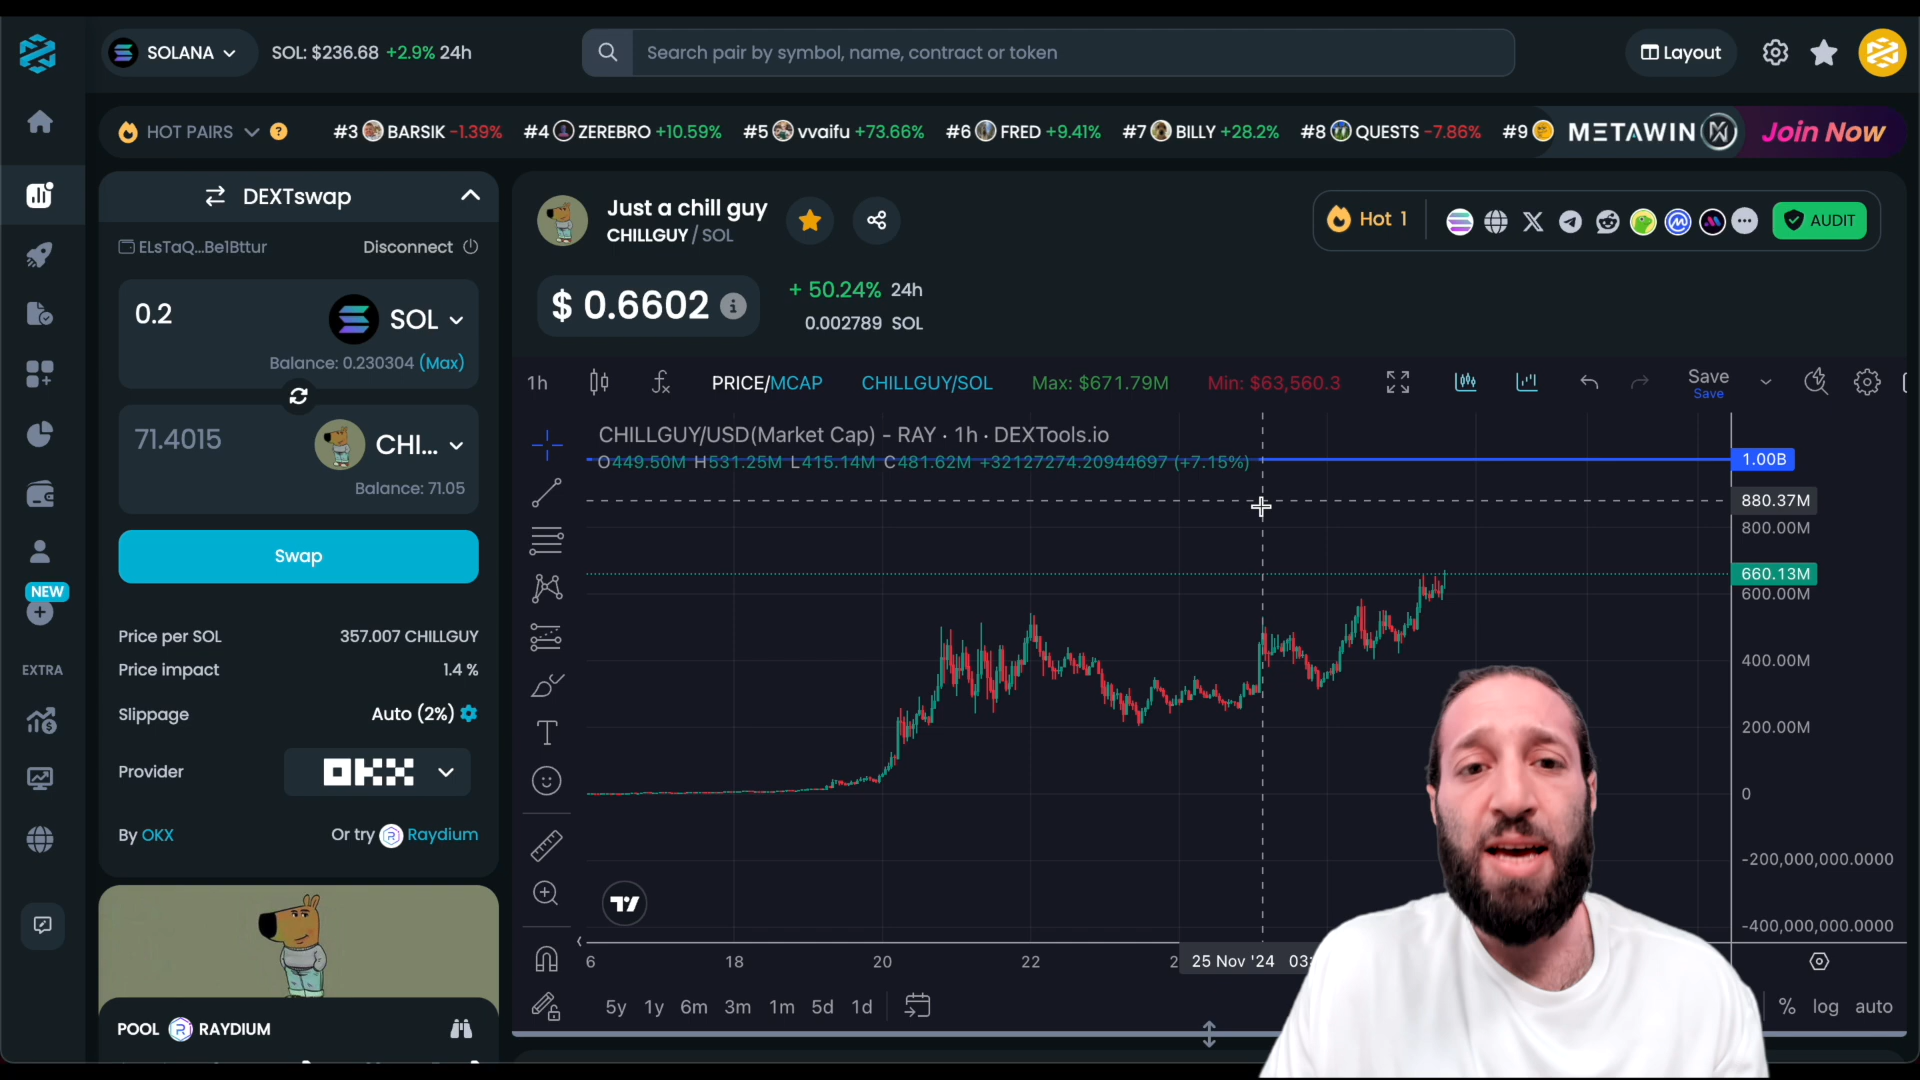 SOLANA
SOL: $236.68 +2.9% 24h
Search pair by symbol, name, contract or token
Layout
HOT PAIRS ?
#3 BARSIK -1.39%
#4 ZEREBRO +10.59%
#5 vvaifu +73.66%
#6 FRED +9.41%
#7 BILLY +28.2%
#8 QUESTS -7.86%
#9
METAWIN
Join Now
DEXTswap
ELsTaQ...Be1Bttur
Disconnect
0.2
SOL
Balance: 0.230304 (Max)
71.4015
CHI...
Balance: 71.05
Swap
Price per SOL 357.007 CHILLGUY
Price impact 1.4 %
Slippage Auto (2%)
Provider OKX
By OKX Or try Raydium
POOL RAYDIUM
NEW
EXTRA
Just a chill guy
CHILLGUY / SOL
Hot 1
AUDIT
$ 0.6602
+ 50.24% 24h
0.002789 SOL
1h
PRICE/MCAP
CHILLGUY/SOL
Max: $671.79M
Min: $63,560.3
Save
Save
CHILLGUY/USD(Market Cap) - RAY · 1h · DEXTools.io
O449.50M H531.25M L415.14M C481.62M +32127274.20944697 (+7.15%)
1.00B
880.37M
800.00M
660.13M
600.00M
400.00M
200.00M
0
-200,000,000.0000
-400,000,000.0000
6
18
20
22
2
25 Nov '24
5y 1y 6m 3m 1m 5d 1d
% log auto